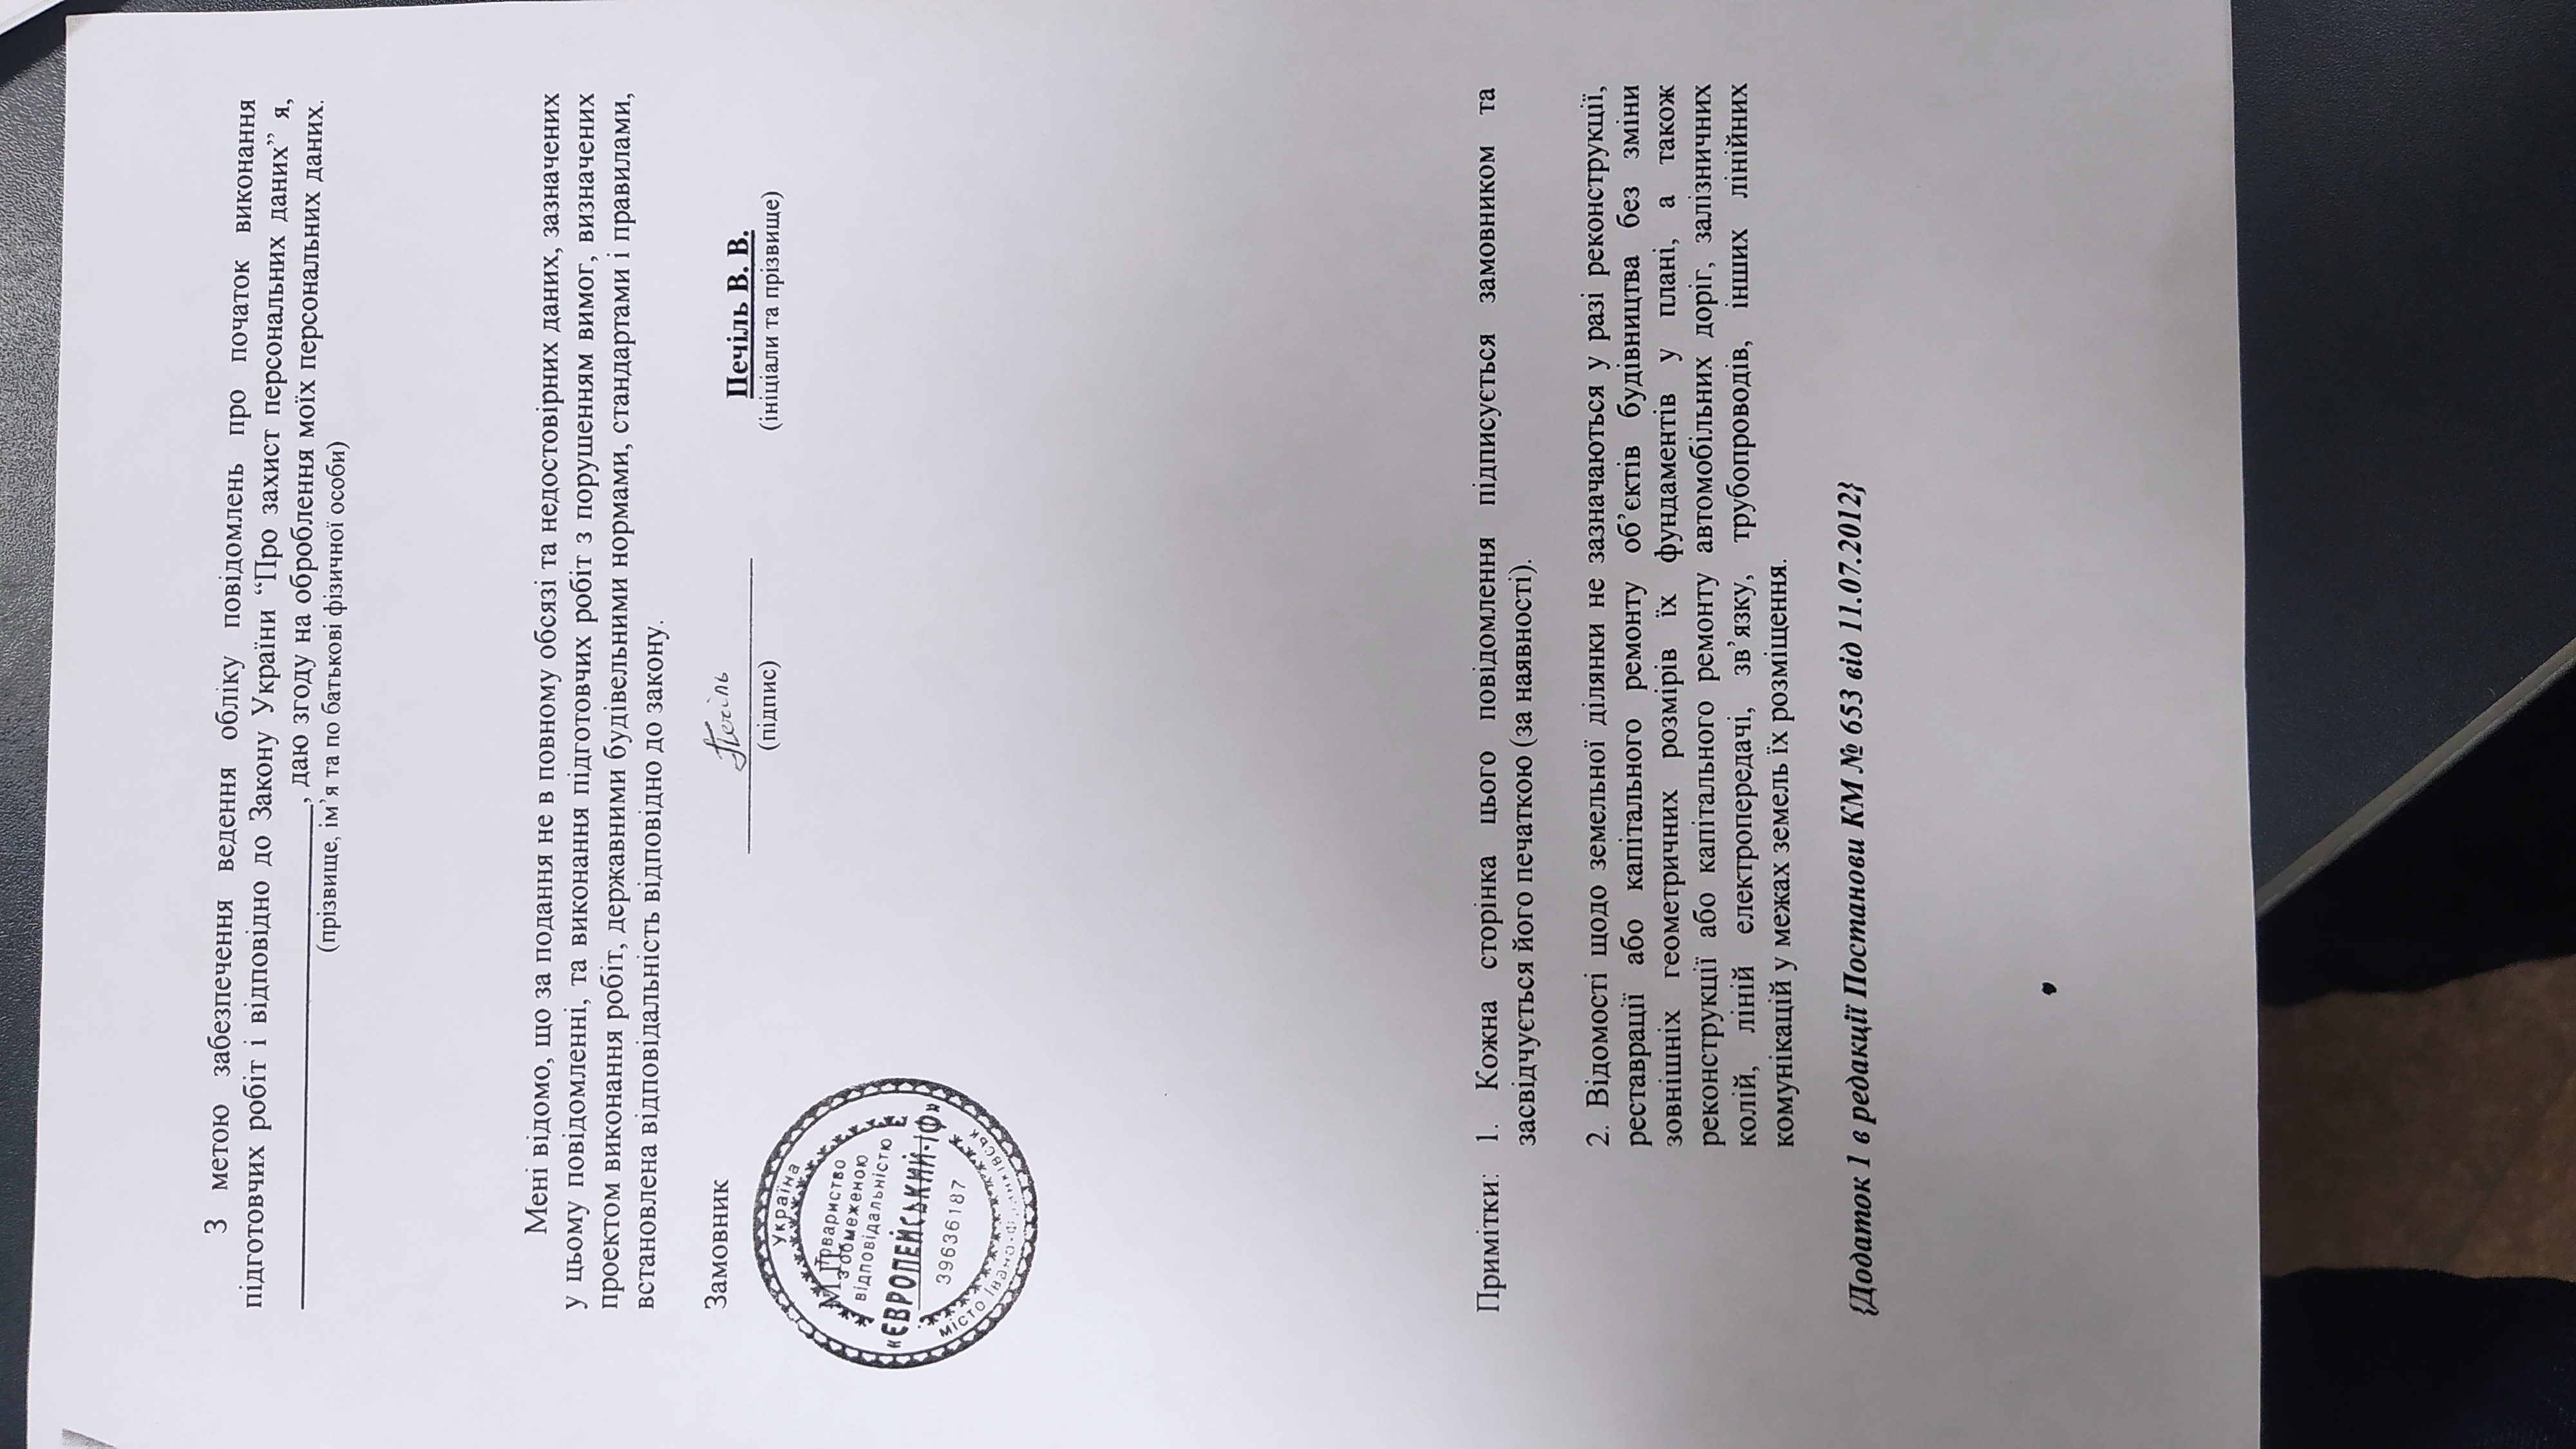 З метою забезпечення ведення обліку повідомлень про початок виконання
підготовчих робіт і відповідно до Закону України “Про захист персональних даних” я,
_________________________________, даю згоду на оброблення моїх персональних даних.
(прізвище, ім’я та по батькові фізичної особи)
Мені відомо, що за подання не в повному обсязі та недостовірних даних, зазначених
у цьому повідомленні, та виконання підготовчих робіт з порушенням вимог, визначених
проектом виконання робіт, державними будівельними нормами, стандартами і правилами,
встановлена відповідальність відповідно до закону.
Замовник
Печіль
Печіль В. В.
(підпис)
(ініціали та прізвище)
Україна
М.П.
Товариство
з обмеженою
відповідальністю
«ЄВРОПЕЙСЬКИЙ-ІФ»
39636187
місто Івано-Франківськ
Примітки: 1. Кожна сторінка цього повідомлення підписується замовником та
засвідчується його печаткою (за наявності).
2. Відомості щодо земельної ділянки не зазначаються у разі реконструкції,
реставрації або капітального ремонту об’єктів будівництва без зміни
зовнішніх геометричних розмірів їх фундаментів у плані, а також
реконструкції або капітального ремонту автомобільних доріг, залізничних
колій, ліній електропередачі, зв’язку, трубопроводів, інших лінійних
комунікацій у межах земель їх розміщення.
{Додаток 1 в редакції Постанови КМ № 653 від 11.07.2012}